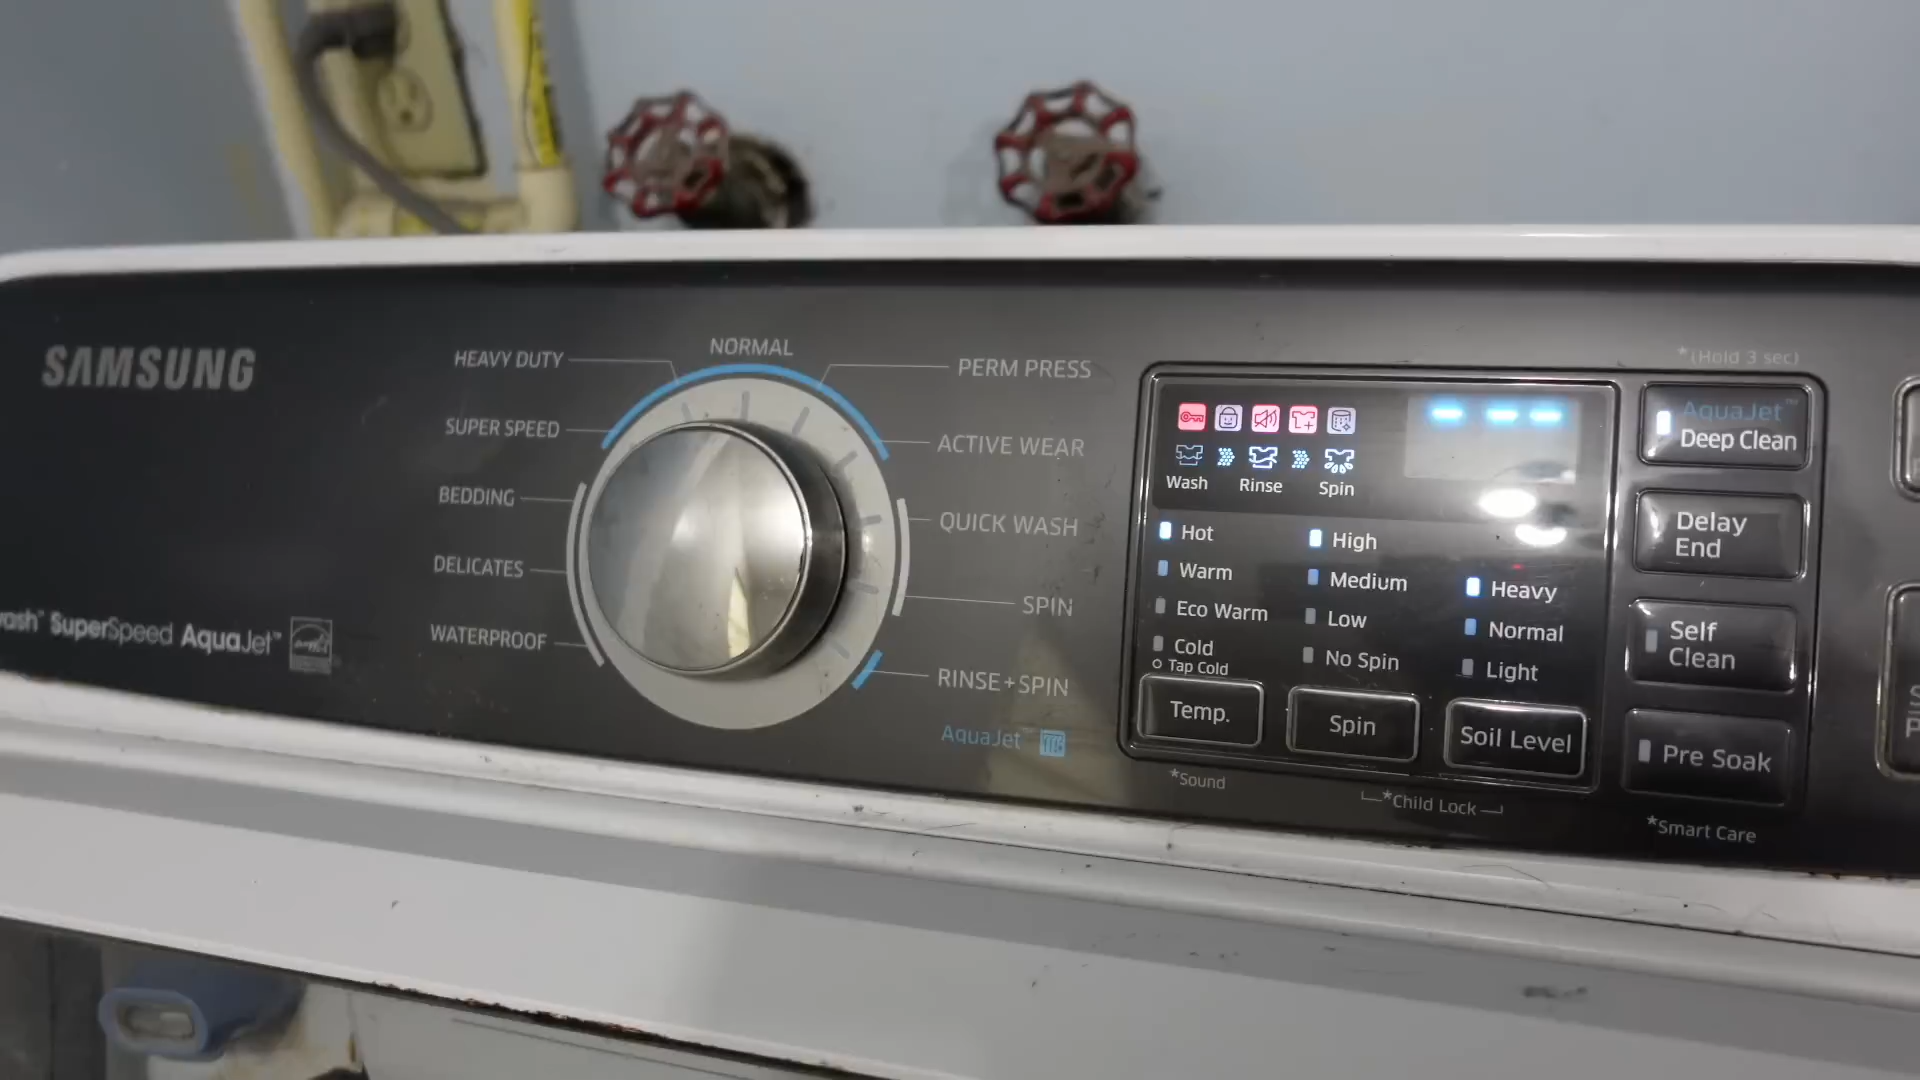 SAMSUNG
SuperSpeed AquaJet™
HEAVY DUTY
SUPER SPEED
BEDDING
DELICATES
WATERPROOF
NORMAL
PERM PRESS
ACTIVE WEAR
QUICK WASH
SPIN
RINSE+SPIN
AquaJet
Wash Rinse Spin
Hot
Warm
Eco Warm
Cold
Tap Cold
High
Medium
Low
No Spin
Heavy
Normal
Light
Temp.
Spin
Soil Level
*Sound
*Child Lock
*(Hold 3 sec)
AquaJet™
Deep Clean
Delay
End
Self
Clean
Pre Soak
*Smart Care